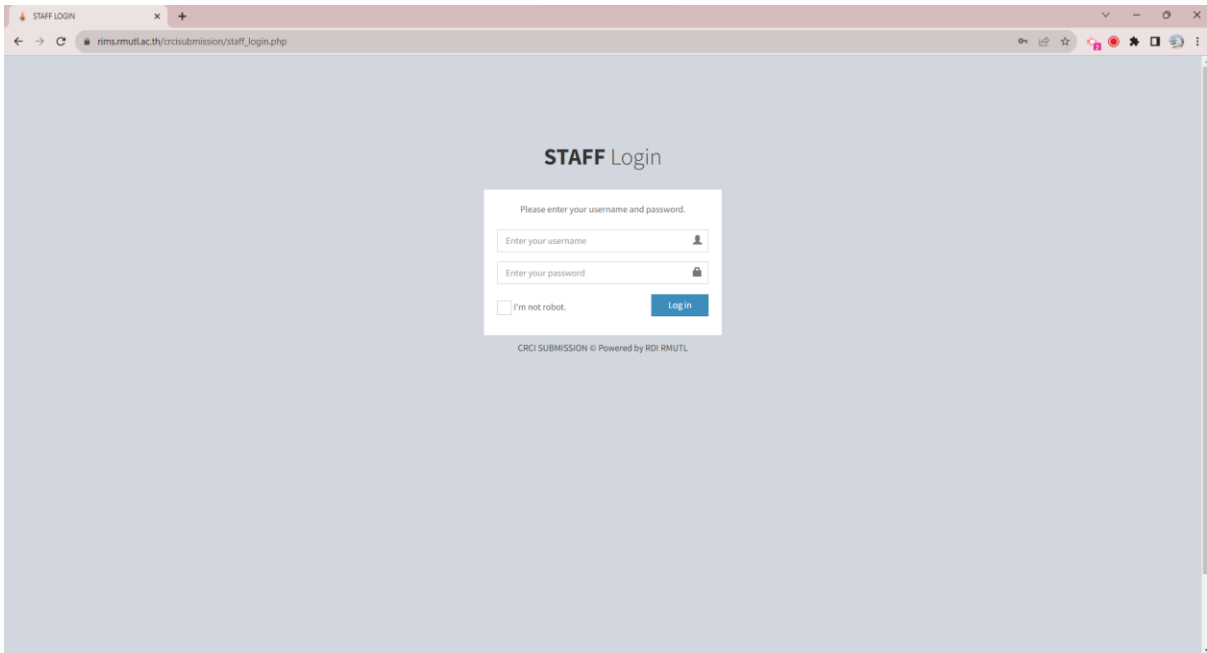 STAFF LOGIN
rims.rmutl.ac.th/crcisubmission/staff_login.php
STAFF Login
Please enter your username and password.
Enter your username
Enter your password
I'm not robot.
Log in
CRCI SUBMISSION © Powered by RDI RMUTL